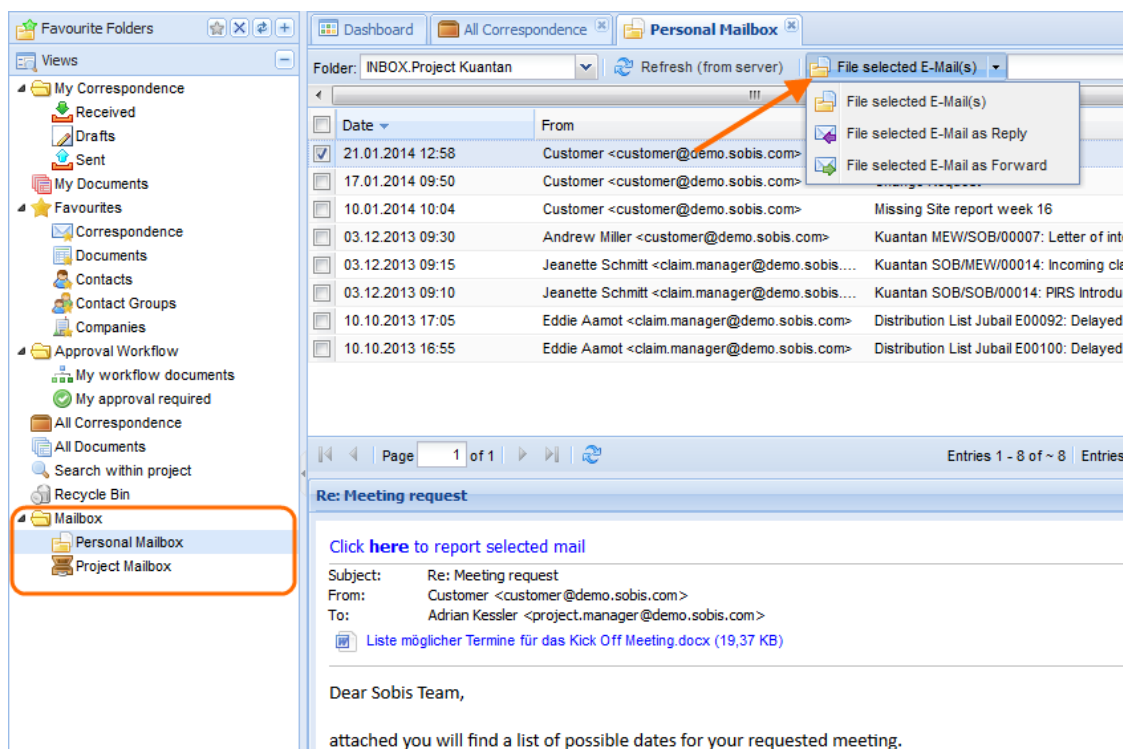 Favourite Folders
Views
My Correspondence
Received
Drafts
Sent
My Documents
Favourites
Correspondence
Documents
Contacts
Contact Groups
Companies
Approval Workflow
My workflow documents
My approval required
All Correspondence
All Documents
Search within project
Recycle Bin
Mailbox
Personal Mailbox
Project Mailbox
Dashboard All Correspondence Personal Mailbox
Folder: INBOX.Project Kuantan Refresh (from server) File selected E-Mail(s)
File selected E-Mail(s)
File selected E-Mail as Reply
File selected E-Mail as Forward
Date From
21.01.2014 12:58 Customer <customer@demo.sobis.com>
17.01.2014 09:50 Customer <customer@demo.sobis.com>
10.01.2014 10:04 Customer <customer@demo.sobis.com> Missing Site report week 16
03.12.2013 09:30 Andrew Miller <customer@demo.sobis.com> Kuantan MEW/SOB/00007: Letter of inte
03.12.2013 09:15 Jeanette Schmitt <claim.manager@demo.sobis.... Kuantan SOB/MEW/00014: Incoming cla
03.12.2013 09:10 Jeanette Schmitt <claim.manager@demo.sobis.... Kuantan SOB/SOB/00014: PIRS Introdu
10.10.2013 17:05 Eddie Aamot <claim.manager@demo.sobis.com> Distribution List Jubail E00092: Delayed
10.10.2013 16:55 Eddie Aamot <claim.manager@demo.sobis.com> Distribution List Jubail E00100: Delayed
Page 1 of 1 Entries 1 - 8 of ~ 8 Entries
Re: Meeting request
Click here to report selected mail
Subject: Re: Meeting request
From: Customer <customer@demo.sobis.com>
To: Adrian Kessler <project.manager@demo.sobis.com>
Liste möglicher Termine für das Kick Off Meeting.docx (19,37 KB)
Dear Sobis Team,
attached you will find a list of possible dates for your requested meeting.